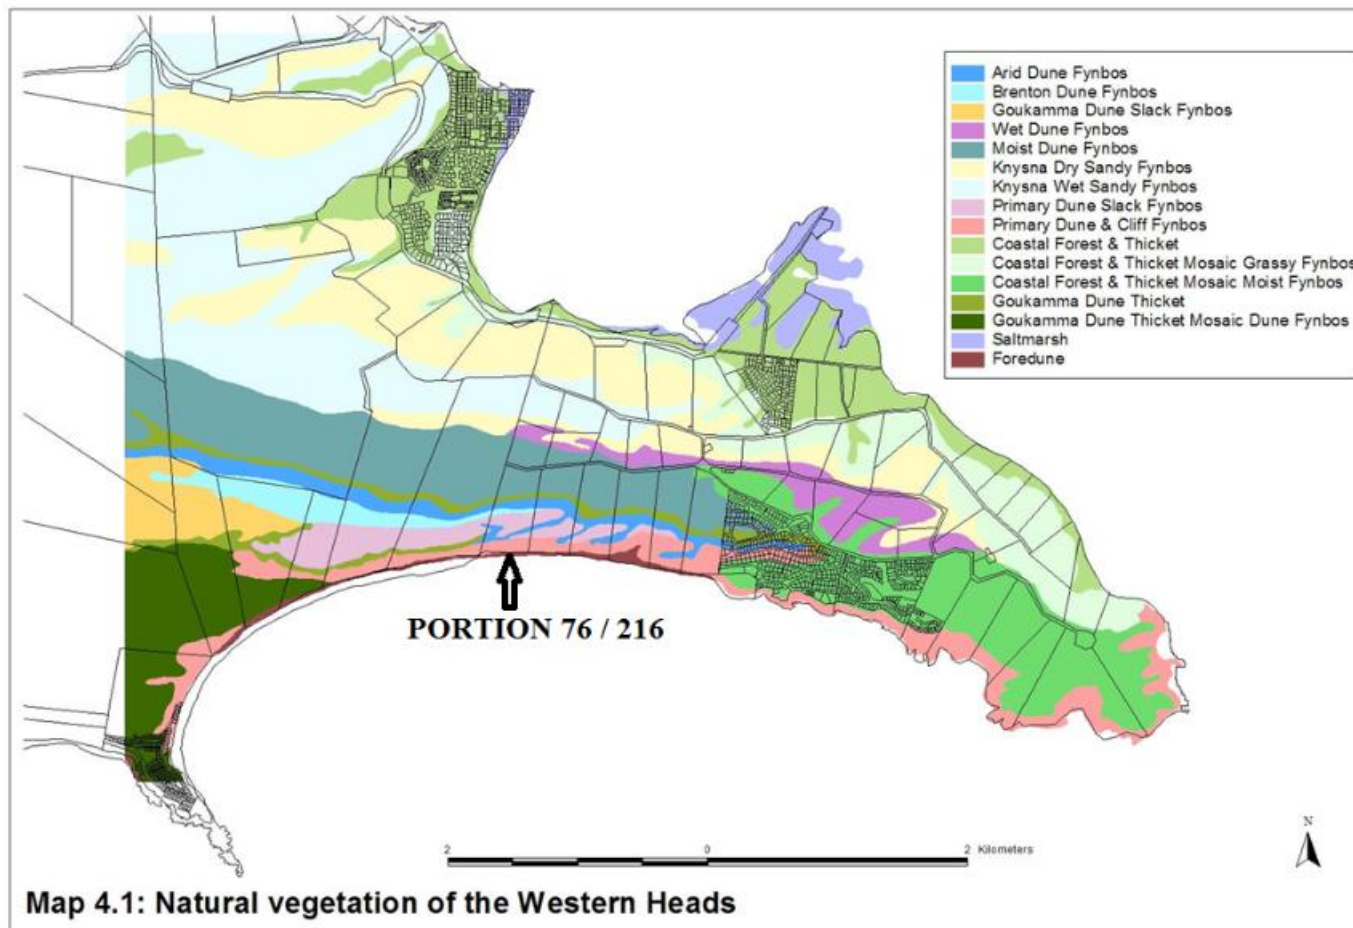 Arid Dune Fynbos
Brenton Dune Fynbos
Goukamma Dune Slack Fynbos
Wet Dune Fynbos
Moist Dune Fynbos
Knysna Dry Sandy Fynbos
Knysna Wet Sandy Fynbos
Primary Dune Slack Fynbos
Primary Dune & Cliff Fynbos
Coastal Forest & Thicket
Coastal Forest & Thicket Mosaic Grassy Fynbos
Coastal Forest & Thicket Mosaic Moist Fynbos
Goukamma Dune Thicket
Goukamma Dune Thicket Mosaic Dune Fynbos
Saltmarsh
Foredune
PORTION 76 / 216
N
2 0 2 Kilometers
Map 4.1: Natural vegetation of the Western Heads